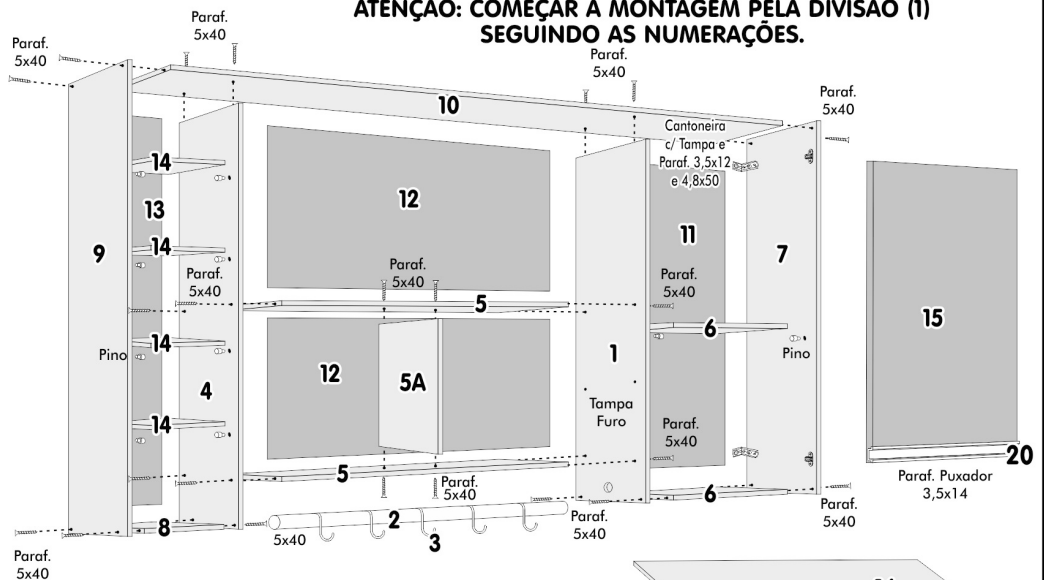 ATENÇÃO: COMEÇAR A MONTAGEM PELA DIVISÃO (1)
SEGUINDO AS NUMERAÇÕES.
Paraf.
5x40
Paraf.
5x40
Paraf.
5x40
Paraf.
5x40
10
Cantoneira
c/ Tampa e
Paraf. 3,5x12
e 4,8x50
14
13
12
11
9
14
7
Paraf.
5x40
Paraf.
5x40
Paraf.
5x40
5
6
15
14
Pino
Pino
12
5A
1
4
Tampa
Furo
14
Paraf.
5x40
5
20
Paraf. Puxador
3,5x14
Paraf.
5x40
6
Paraf.
5x40
2
Paraf.
5x40
8
5x40
3
Paraf.
5x40